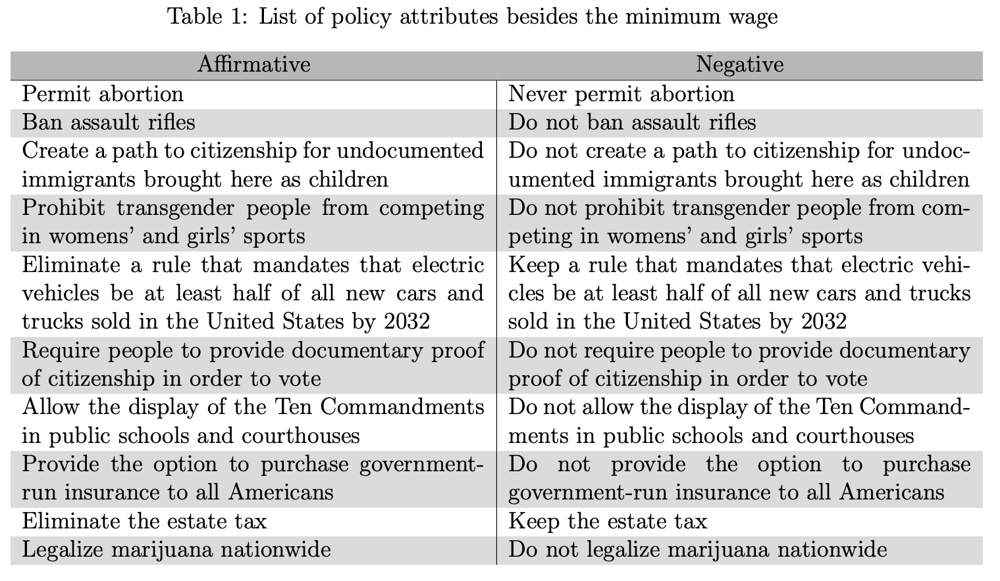 Table 1: List of policy attributes besides the minimum wage
Affirmative Negative
Permit abortion Never permit abortion
Ban assault rifles Do not ban assault rifles
Create a path to citizenship for undocumented Do not create a path to citizenship for undoc-
immigrants brought here as children umented immigrants brought here as children
Prohibit transgender people from competing Do not prohibit transgender people from com-
in womens' and girls' sports peting in womens' and girls' sports
Eliminate a rule that mandates that electric Keep a rule that mandates that electric vehi-
vehicles be at least half of all new cars and cles be at least half of all new cars and trucks
trucks sold in the United States by 2032 sold in the United States by 2032
Require people to provide documentary proof Do not require people to provide documentary
of citizenship in order to vote proof of citizenship in order to vote
Allow the display of the Ten Commandments Do not allow the display of the Ten Command-
in public schools and courthouses ments in public schools and courthouses
Provide the option to purchase government- Do not provide the option to purchase
run insurance to all Americans government-run insurance to all Americans
Eliminate the estate tax Keep the estate tax
Legalize marijuana nationwide Do not legalize marijuana nationwide